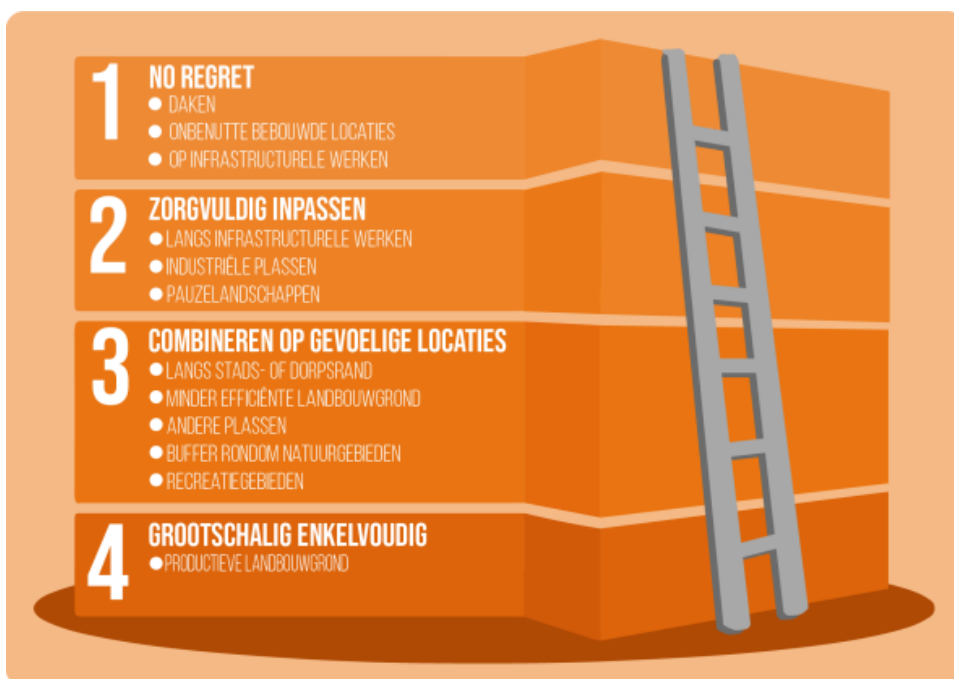 1
NO REGRET
● DAKEN
● ONBENUTTE BEBOUWDE LOCATIES
● OP INFRASTRUCTURELE WERKEN
2
ZORGVULDIG INPASSEN
● LANGS INFRASTRUCTURELE WERKEN
● INDUSTRIËLE PLASSEN
● PAUZELANDSCHAPPEN
3
COMBINEREN OP GEVOELIGE LOCATIES
● LANGS STADS- OF DORPSRAND
● MINDER EFFICIËNTE LANDBOUWGROND
● ANDERE PLASSEN
● BUFFER RONDOM NATUURGEBIEDEN
● RECREATIEGEBIEDEN
4
GROOTSCHALIG ENKELVOUDIG
● PRODUCTIEVE LANDBOUWGROND